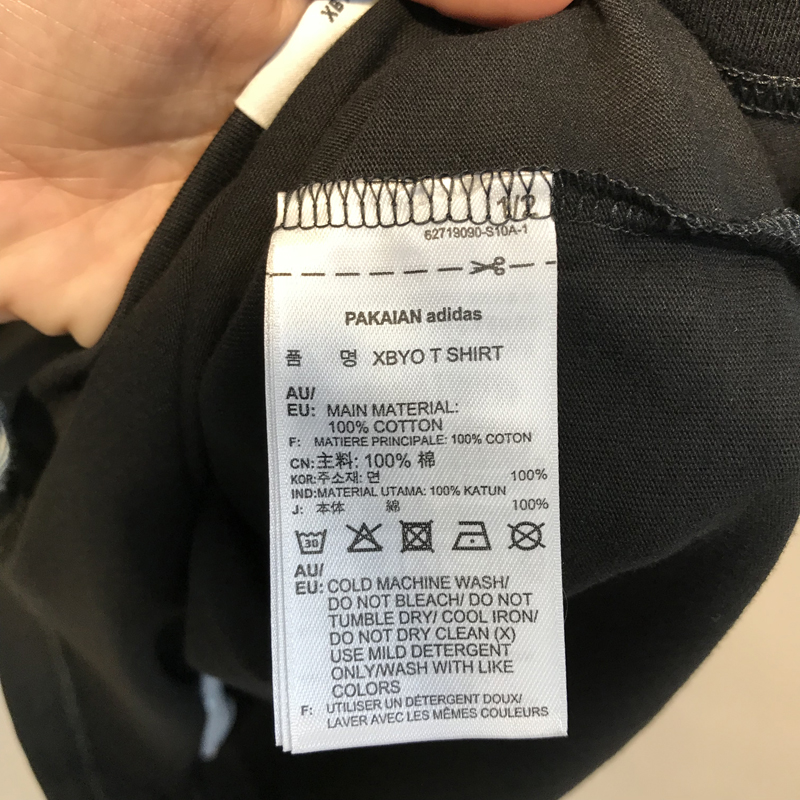 XBY
1/2
62719090-S10A-1
PAKAIAN adidas
품 명 XBYO T SHIRT
AU/
EU: MAIN MATERIAL:
100% COTTON
F: MATIERE PRINCIPALE: 100% COTON
CN:主料: 100% 棉
KOR:주소재: 면 100%
IND:MATERIAL UTAMA: 100% KATUN
J: 本体 綿 100%
30
AU/
EU: COLD MACHINE WASH/
DO NOT BLEACH/ DO NOT
TUMBLE DRY/ COOL IRON/
DO NOT DRY CLEAN (X)
USE MILD DETERGENT
ONLY/WASH WITH LIKE
COLORS
F: UTILISER UN DÉTERGENT DOUX/
LAVER AVEC LES MÊMES COULEURS